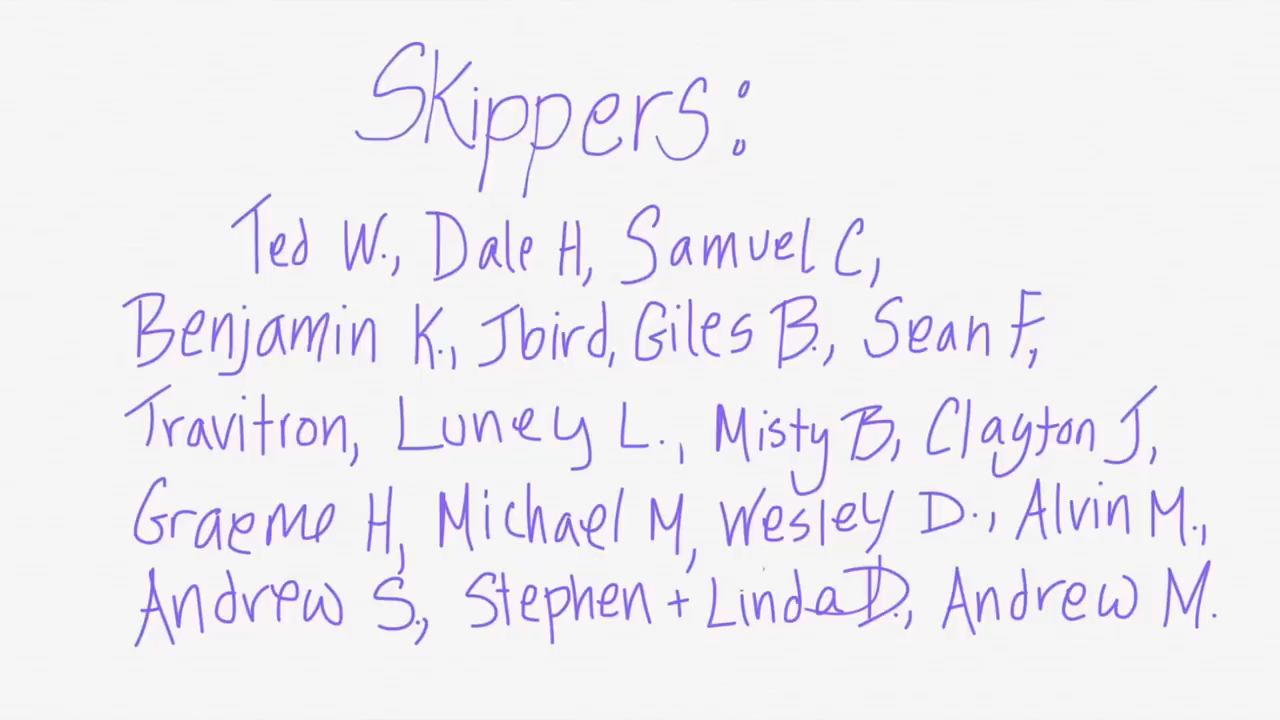 Skippers:
Ted W., Dale H, Samuel C,
Benjamin K., Jbird, Giles B., Sean F,
Travitron, Luney L., Misty B, Clayton J,
Graeme H, Michael M, Wesley D., Alvin M.,
Andrew S., Stephen + Linda D., Andrew M.